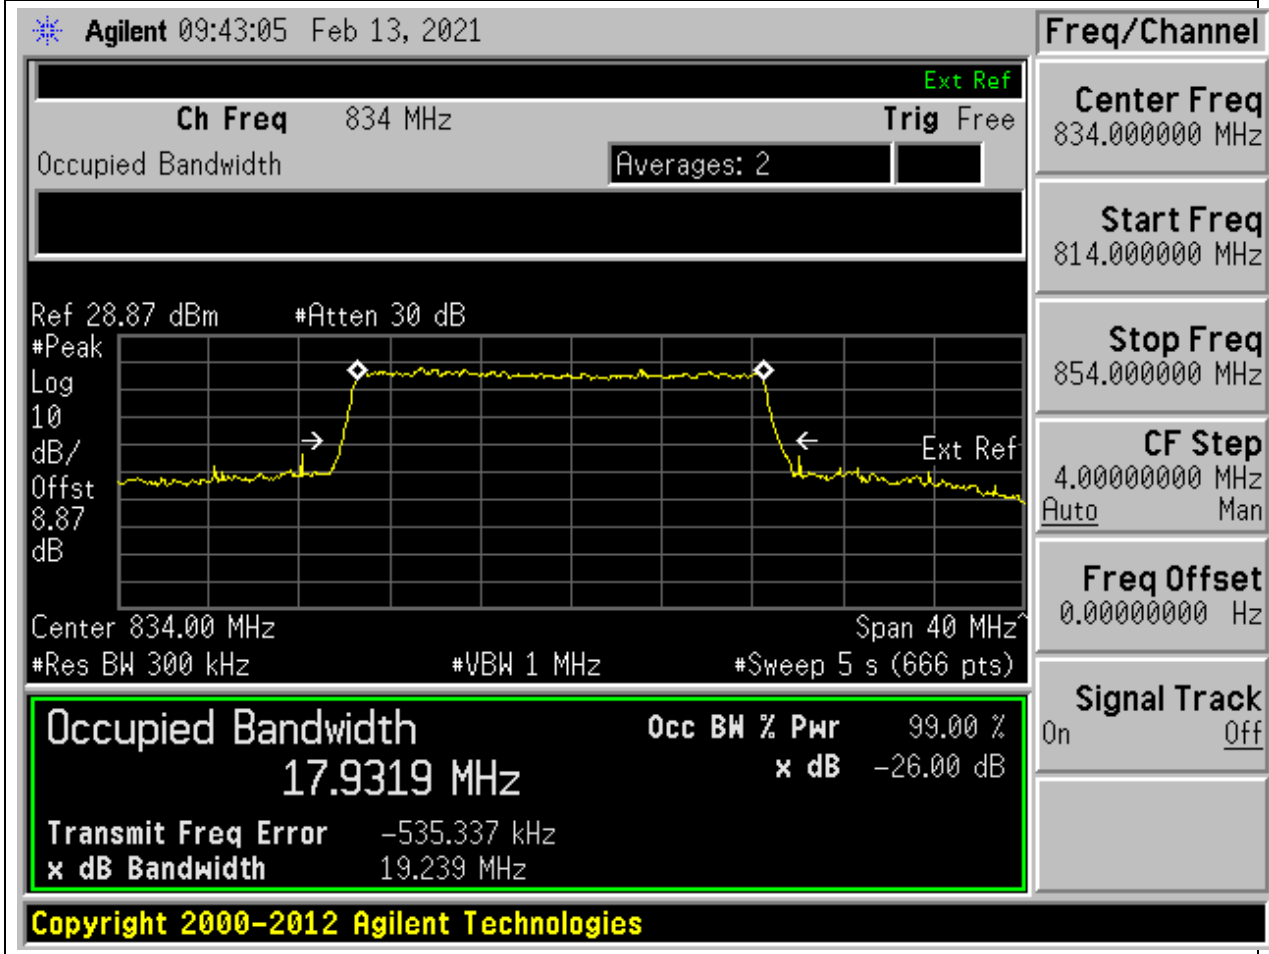 Agilent 09:43:05 Feb 13, 2021
Freq/Channel
Ext Ref
Ch Freq 834 MHz Trig Free
Occupied Bandwidth Averages: 2
Center Freq
834.000000 MHz
Start Freq
814.000000 MHz
Stop Freq
854.000000 MHz
CF Step
4.00000000 MHz
Auto Man
Freq Offset
0.00000000 Hz
Signal Track
On Off
Ref 28.87 dBm #Atten 30 dB
#Peak
Log
10
dB/
Offst
8.87
dB
Ext Ref
Center 834.00 MHz Span 40 MHz^
#Res BW 300 kHz #VBW 1 MHz #Sweep 5 s (666 pts)
Occupied Bandwidth Occ BW % Pwr 99.00 %
17.9319 MHz x dB -26.00 dB
Transmit Freq Error -535.337 kHz
x dB Bandwidth 19.239 MHz
Copyright 2000-2012 Agilent Technologies